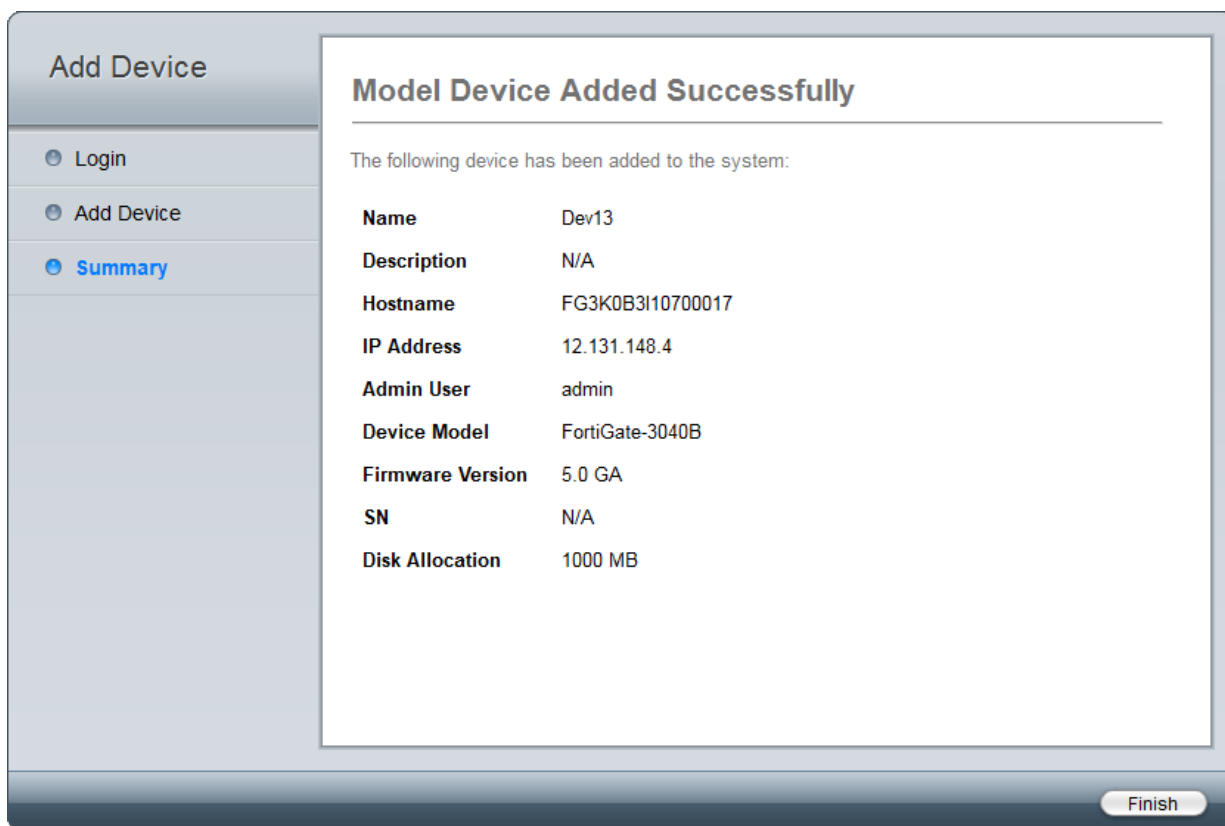 Add Device
Login
Add Device
Summary
Model Device Added Successfully
The following device has been added to the system:
Name Dev13
Description N/A
Hostname FG3K0B3I10700017
IP Address 12.131.148.4
Admin User admin
Device Model FortiGate-3040B
Firmware Version 5.0 GA
SN N/A
Disk Allocation 1000 MB
Finish